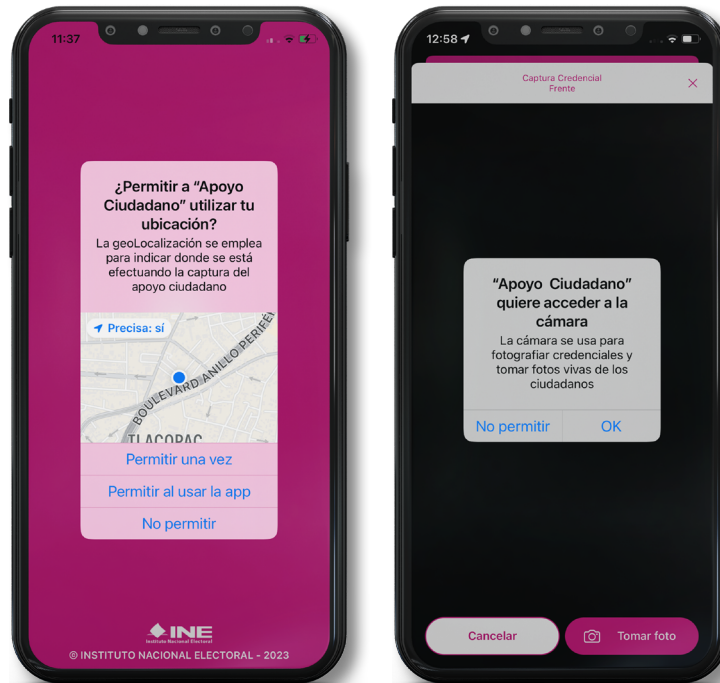 11:37
¿Permitir a “Apoyo
Ciudadano” utilizar tu
ubicación?
La geoLocalización se emplea
para indicar donde se está
efectuando la captura del
apoyo ciudadano
Precisa: sí
BOULEVARD ANILLO PERIFÉR
TLACOPAC
Permitir una vez
Permitir al usar la app
No permitir
INE
Instituto Nacional Electoral
© INSTITUTO NACIONAL ELECTORAL - 2023
12:58
Captura Credencial
Frente
“Apoyo Ciudadano”
quiere acceder a la
cámara
La cámara se usa para
fotografiar credenciales y
tomar fotos vivas de los
ciudadanos
No permitir
OK
Cancelar
Tomar foto